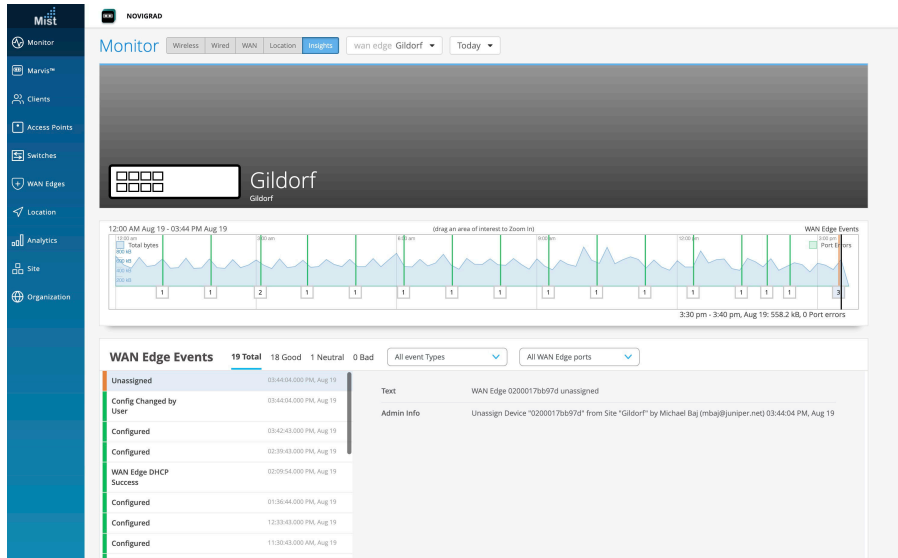 Mist
NOVIGRAD
Monitor
Marvis™
Clients
Access Points
Switches
WAN Edges
Location
Analytics
Site
Organization
Monitor Wireless Wired WAN Location Insights wan edge Gildorf Today
Gildorf
Gildorf
12:00 AM Aug 19 - 03:44 PM Aug 19 (drag an area of interest to Zoom In) WAN Edge Events
Total bytes Port Errors
1 1 2 1 1 1 1 1 1 1 1 1 1 1 1 3
3:30 pm - 3:40 pm, Aug 19: 558.2 kB, 0 Port errors
WAN Edge Events 19 Total 18 Good 1 Neutral 0 Bad All event Types All WAN Edge ports
Unassigned 03:44:04.000 PM, Aug 19
Config Changed by User 03:44:04.000 PM, Aug 19
Configured 03:42:43.000 PM, Aug 19
Configured 02:39:43.000 PM, Aug 19
WAN Edge DHCP Success 02:09:54.000 PM, Aug 19
Configured 01:36:44.000 PM, Aug 19
Configured 12:33:43.000 PM, Aug 19
Configured 11:30:43.000 AM, Aug 19
Text WAN Edge 0200017bb97d unassigned
Admin Info Unassign Device "0200017bb97d" from Site "Gildorf" by Michael Baj (mbaj@juniper.net) 03:44:04 PM, Aug 19